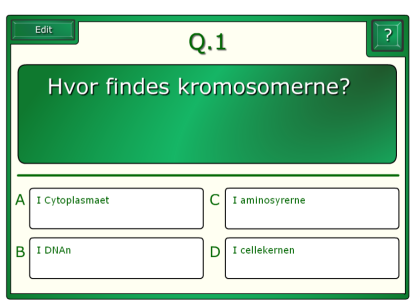 Edit
Q.1
?
Hvor findes kromosomerne?
A I Cytoplasmaet
C I aminosyrerne
B I DNAn
D I cellekernen